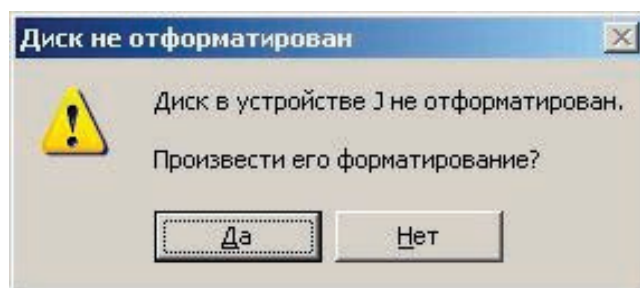 Диск не отформатирован
Диск в устройстве J не отформатирован.
Произвести его форматирование?
Да
Нет